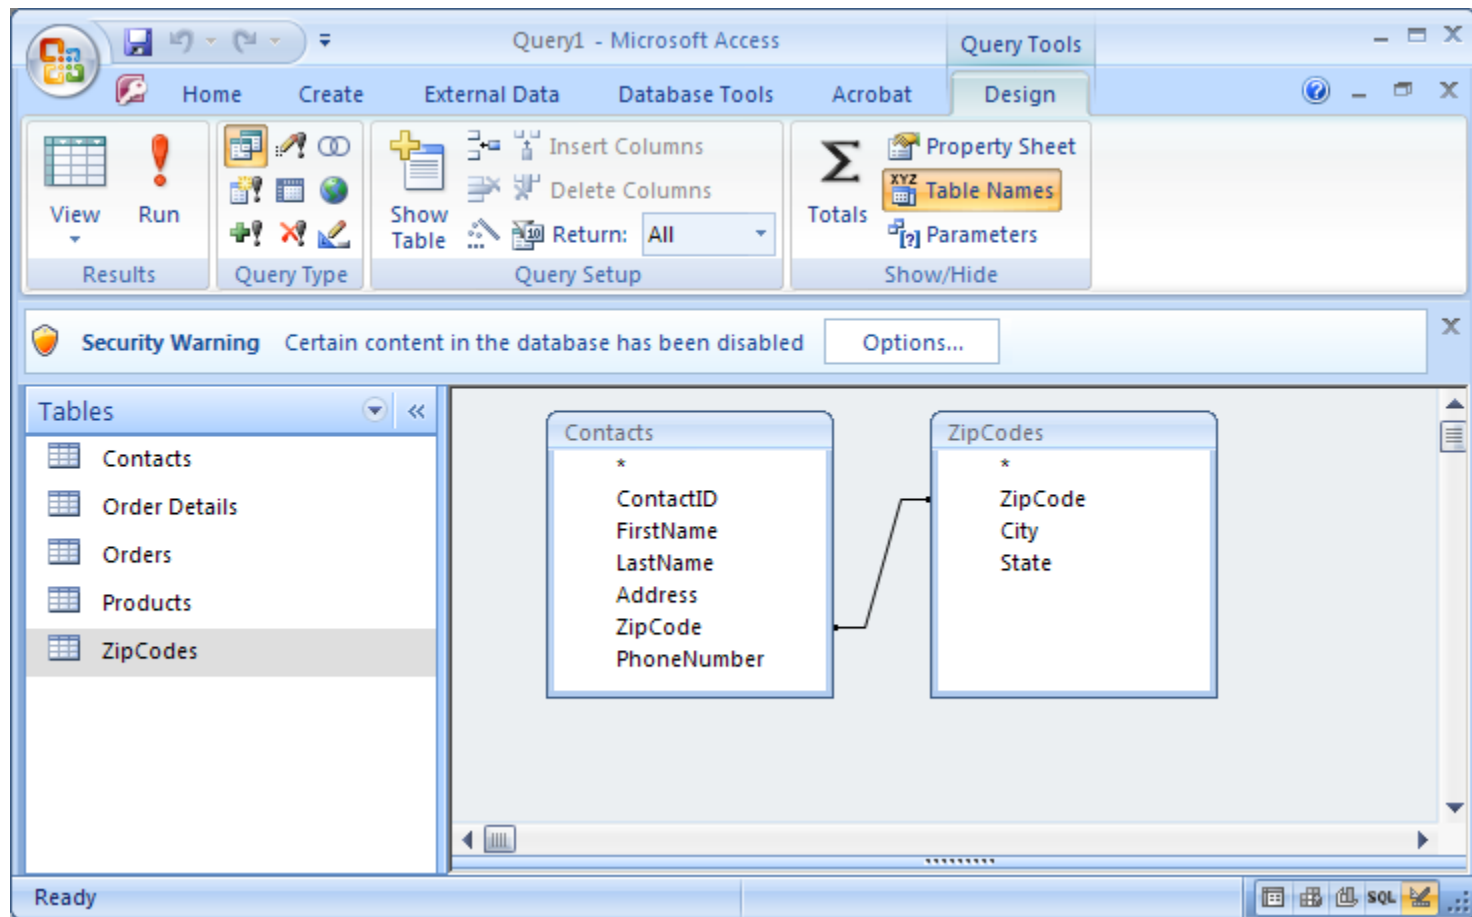 Query1 - Microsoft Access
Query Tools
Home Create External Data Database Tools Acrobat Design
View
Run
Results
Query Type
Show
Table
Insert Columns
Delete Columns
Return: All
Query Setup
Σ
Totals
Property Sheet
XYZ
Table Names
[?] Parameters
Show/Hide
Security Warning Certain content in the database has been disabled Options...
Tables
Contacts
Order Details
Orders
Products
ZipCodes
Contacts
*
ContactID
FirstName
LastName
Address
ZipCode
PhoneNumber
ZipCodes
*
ZipCode
City
State
Ready
SQL